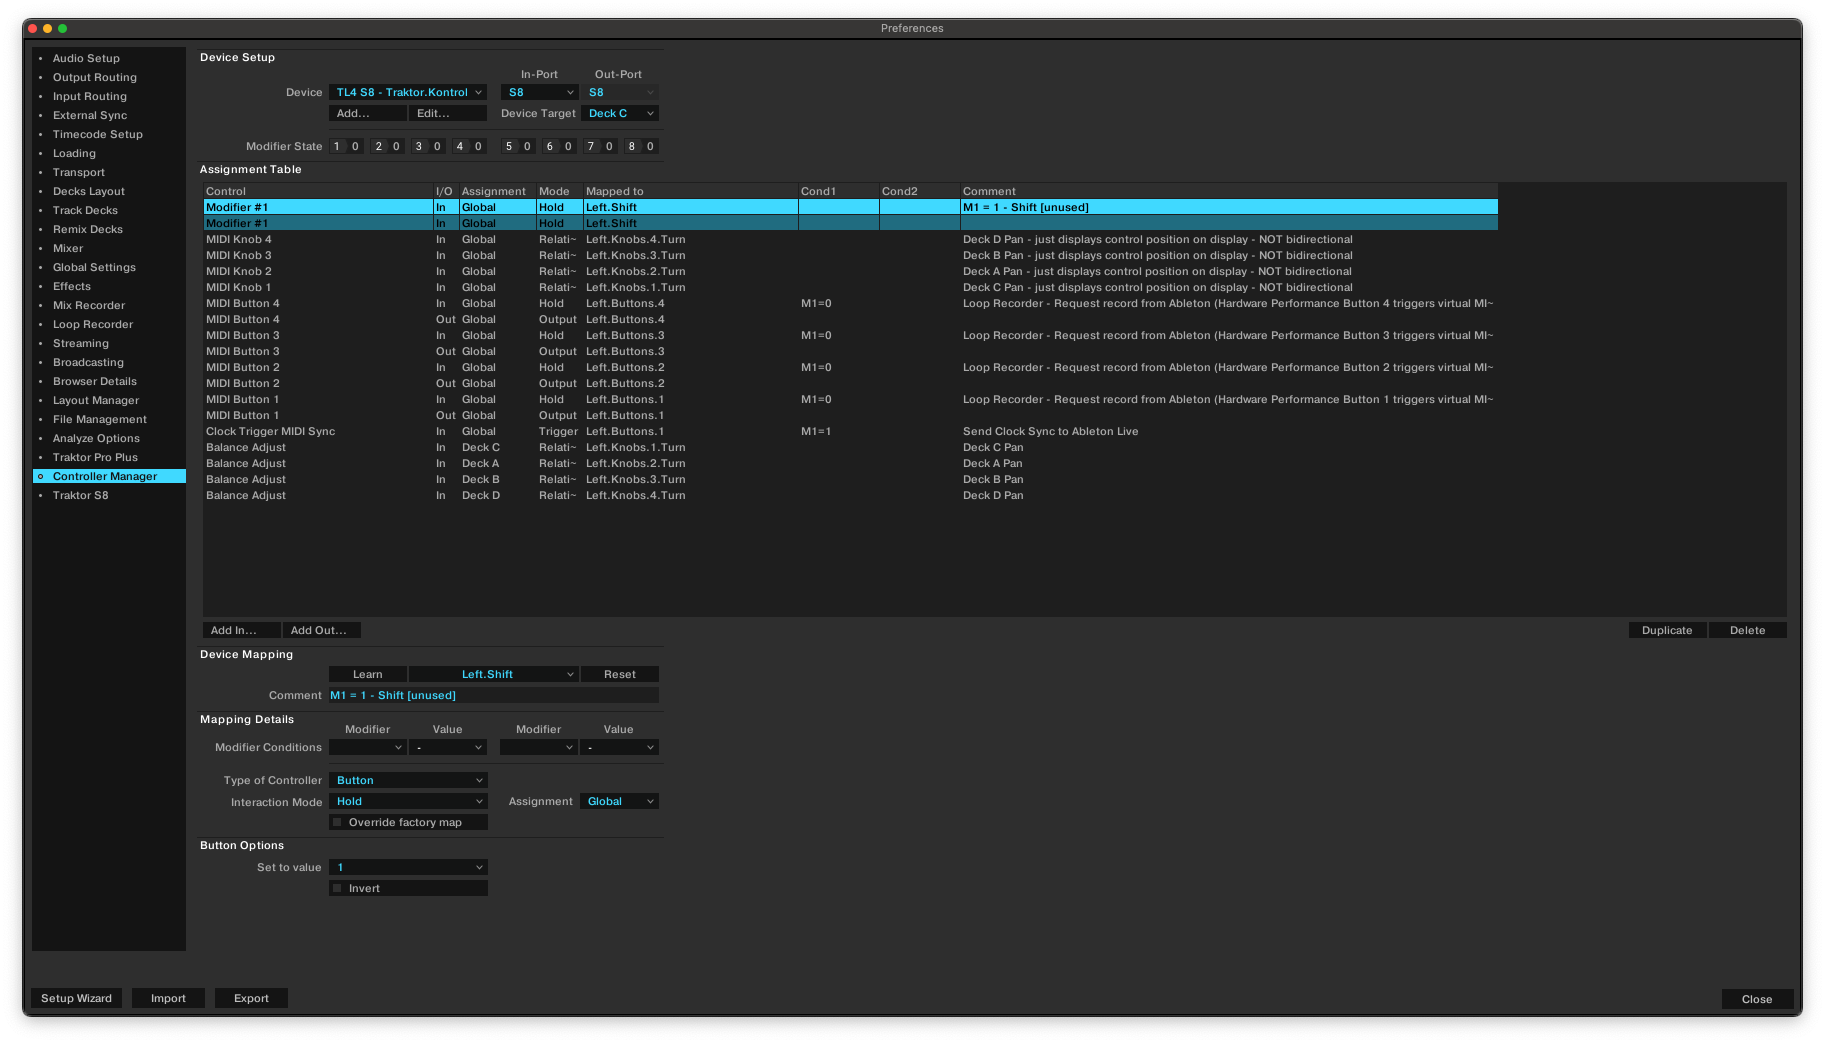 Preferences
Audio Setup
Output Routing
Input Routing
External Sync
Timecode Setup
Loading
Transport
Decks Layout
Track Decks
Remix Decks
Mixer
Global Settings
Effects
Mix Recorder
Loop Recorder
Streaming
Broadcasting
Browser Details
Layout Manager
File Management
Analyze Options
Traktor Pro Plus
Controller Manager
Traktor S8
Device Setup
In-Port Out-Port
Device TL4 S8 - Traktor.Kontrol S8 S8
Add... Edit... Device Target Deck C
Modifier State 1 0 2 0 3 0 4 0 5 0 6 0 7 0 8 0
Assignment Table
Control I/O Assignment Mode Mapped to Cond1 Cond2 Comment
Modifier #1 In Global Hold Left.Shift M1 = 1 - Shift [unused]
Modifier #1 In Global Hold Left.Shift
MIDI Knob 4 In Global Relati~ Left.Knobs.4.Turn Deck D Pan - just displays control position on display - NOT bidirectional
MIDI Knob 3 In Global Relati~ Left.Knobs.3.Turn Deck B Pan - just displays control position on display - NOT bidirectional
MIDI Knob 2 In Global Relati~ Left.Knobs.2.Turn Deck A Pan - just displays control position on display - NOT bidirectional
MIDI Knob 1 In Global Relati~ Left.Knobs.1.Turn Deck C Pan - just displays control position on display - NOT bidirectional
MIDI Button 4 In Global Hold Left.Buttons.4 M1=0 Loop Recorder - Request record from Ableton (Hardware Performance Button 4 triggers virtual MI~
MIDI Button 4 Out Global Output Left.Buttons.4
MIDI Button 3 In Global Hold Left.Buttons.3 M1=0 Loop Recorder - Request record from Ableton (Hardware Performance Button 3 triggers virtual MI~
MIDI Button 3 Out Global Output Left.Buttons.3
MIDI Button 2 In Global Hold Left.Buttons.2 M1=0 Loop Recorder - Request record from Ableton (Hardware Performance Button 2 triggers virtual MI~
MIDI Button 2 Out Global Output Left.Buttons.2
MIDI Button 1 In Global Hold Left.Buttons.1 M1=0 Loop Recorder - Request record from Ableton (Hardware Performance Button 1 triggers virtual MI~
MIDI Button 1 Out Global Output Left.Buttons.1
Clock Trigger MIDI Sync In Global Trigger Left.Buttons.1 M1=1 Send Clock Sync to Ableton Live
Balance Adjust In Deck C Relati~ Left.Knobs.1.Turn Deck C Pan
Balance Adjust In Deck A Relati~ Left.Knobs.2.Turn Deck A Pan
Balance Adjust In Deck B Relati~ Left.Knobs.3.Turn Deck B Pan
Balance Adjust In Deck D Relati~ Left.Knobs.4.Turn Deck D Pan
Add In... Add Out... Duplicate Delete
Device Mapping
Learn Left.Shift Reset
Comment M1 = 1 - Shift [unused]
Mapping Details
Modifier Value Modifier Value
Modifier Conditions - -
Type of Controller Button
Interaction Mode Hold Assignment Global
Override factory map
Button Options
Set to value 1
Invert
Setup Wizard Import Export Close